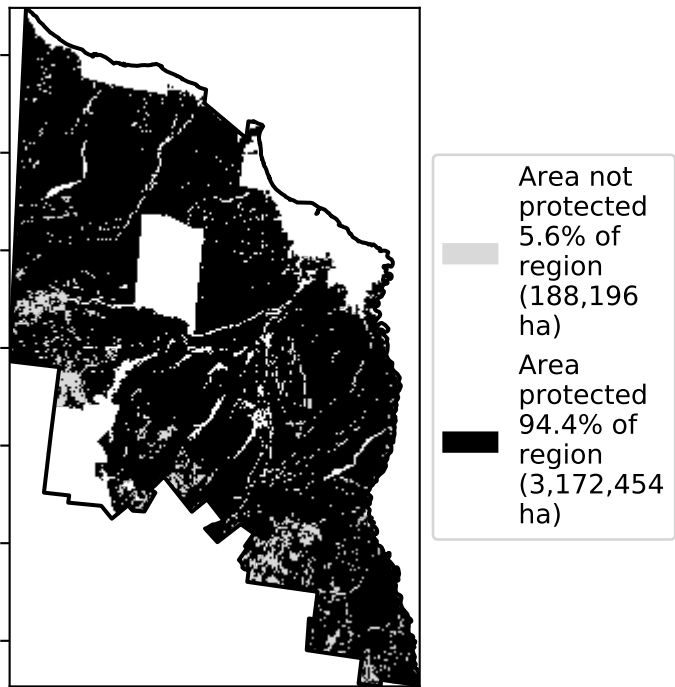 Area not
protected
5.6% of
region
(188,196
ha)
Area
protected
94.4% of
region
(3,172,454
ha)